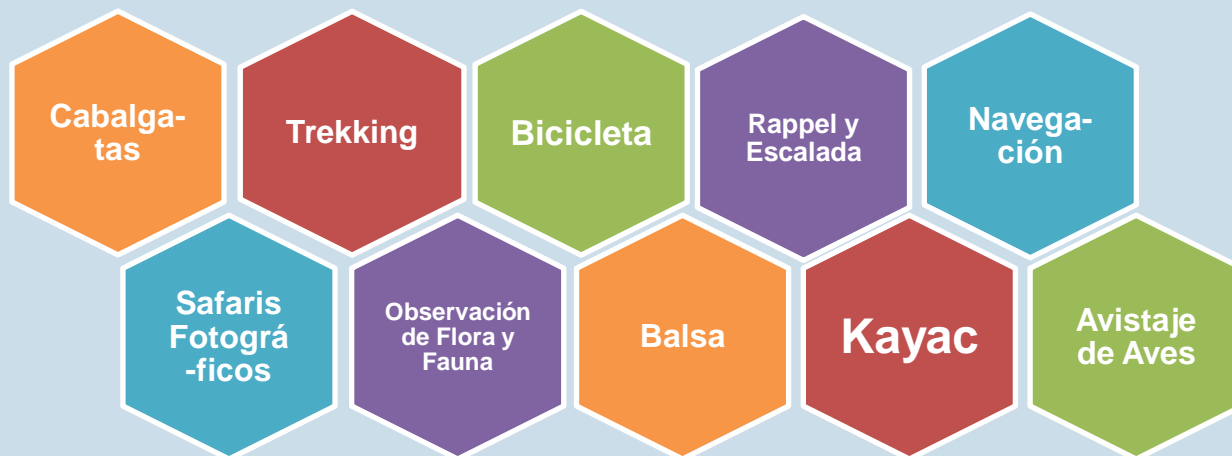 Cabalga-
tas
Trekking
Bicicleta
Rappel y
Escalada
Navega-
ción
Safaris
Fotográ
-ficos
Observación
de Flora y
Fauna
Balsa
Kayac
Avistaje
de Aves